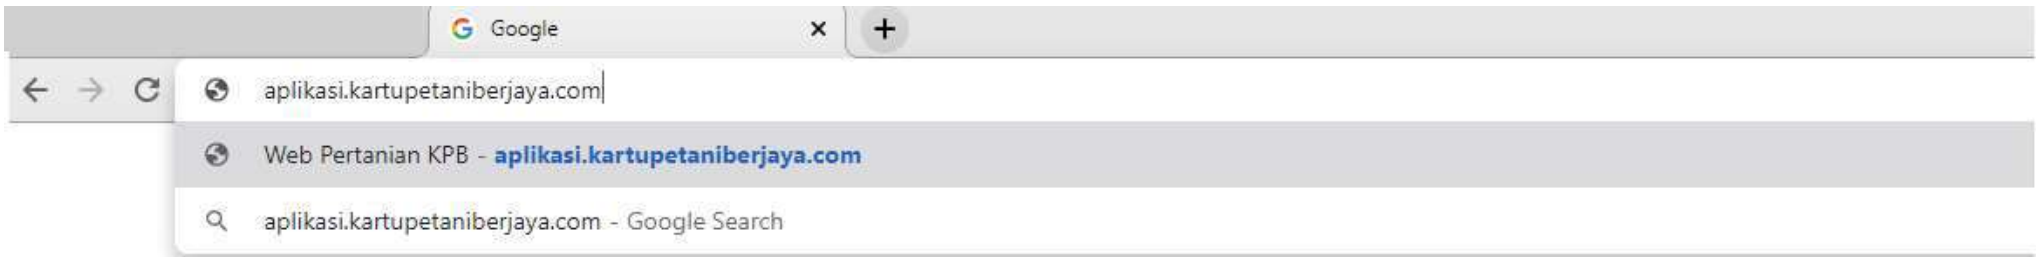 Google
aplikasi.kartupetaniberjaya.com
Web Pertanian KPB - aplikasi.kartupetaniberjaya.com
aplikasi.kartupetaniberjaya.com - Google Search